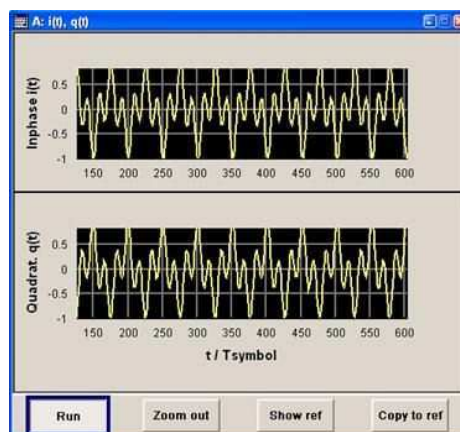 A: i(t), q(t)
Inphase i(t)
0.5
0
-0.5
-1
150 200 250 300 350 400 450 500 550 600
Quadrat. q(t)
0.5
0
-0.5
-1
150 200 250 300 350 400 450 500 550 600
t / Tsymbol
Run Zoom out Show ref Copy to ref